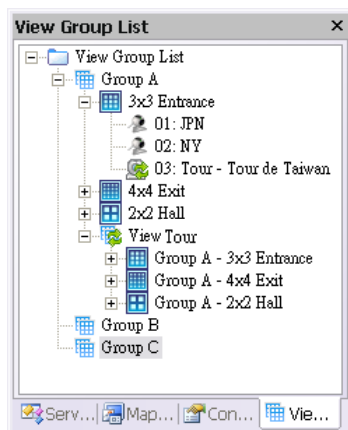 View Group List
View Group List
Group A
3x3 Entrance
01: JPN
02: NY
03: Tour - Tour de Taiwan
4x4 Exit
2x2 Hall
View Tour
Group A - 3x3 Entrance
Group A - 4x4 Exit
Group A - 2x2 Hall
Group B
Group C
Serv... Map... Con... Vie...